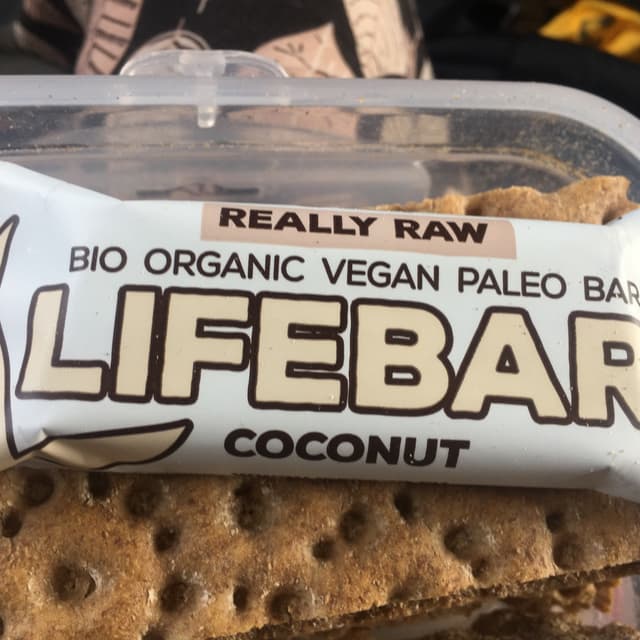 REALLY RAW
BIO ORGANIC VEGAN PALEO BAR
LIFEBAR
COCONUT